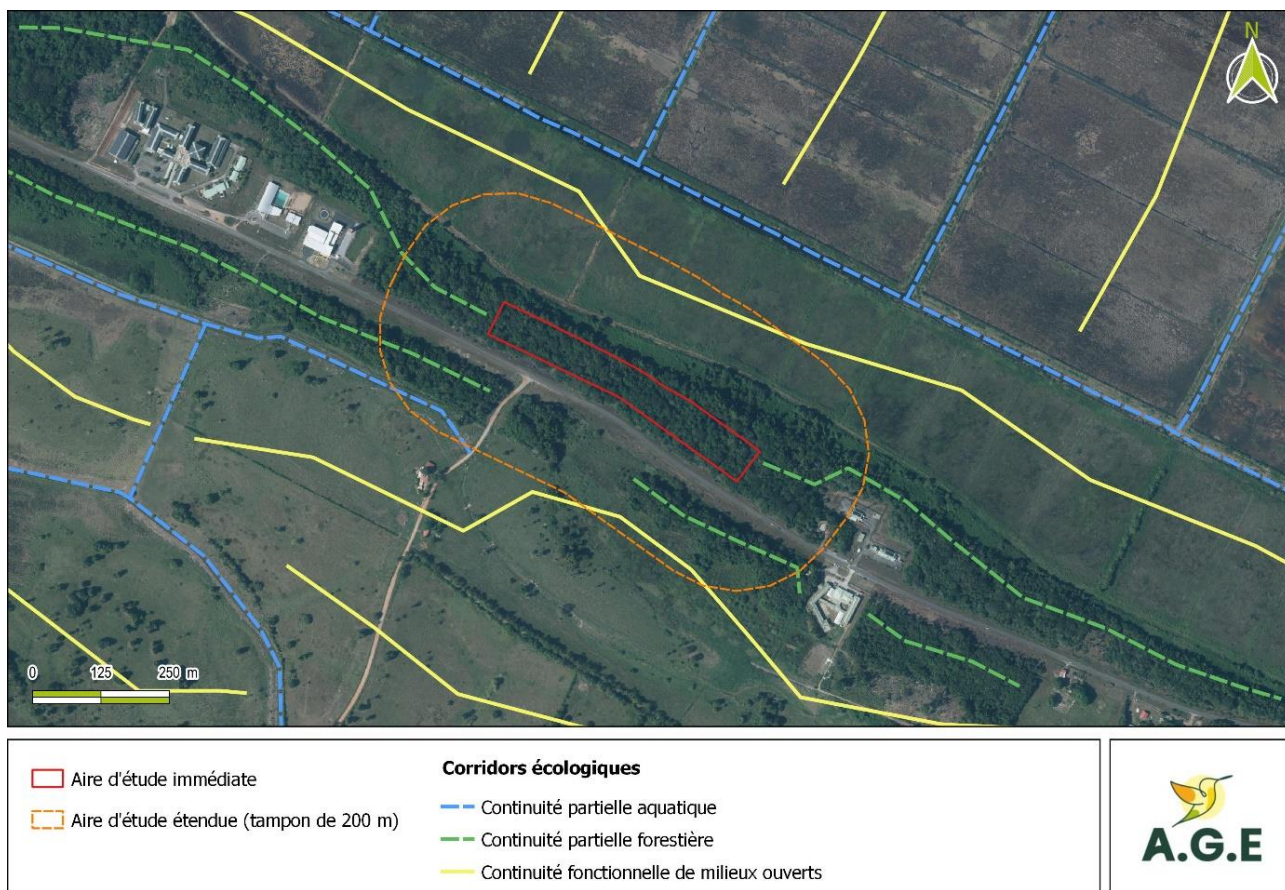 N
0 125 250 m
Aire d'étude immédiate
Aire d'étude étendue (tampon de 200 m)
Corridors écologiques
Continuité partielle aquatique
Continuité partielle forestière
Continuité fonctionnelle de milieux ouverts
A.G.E